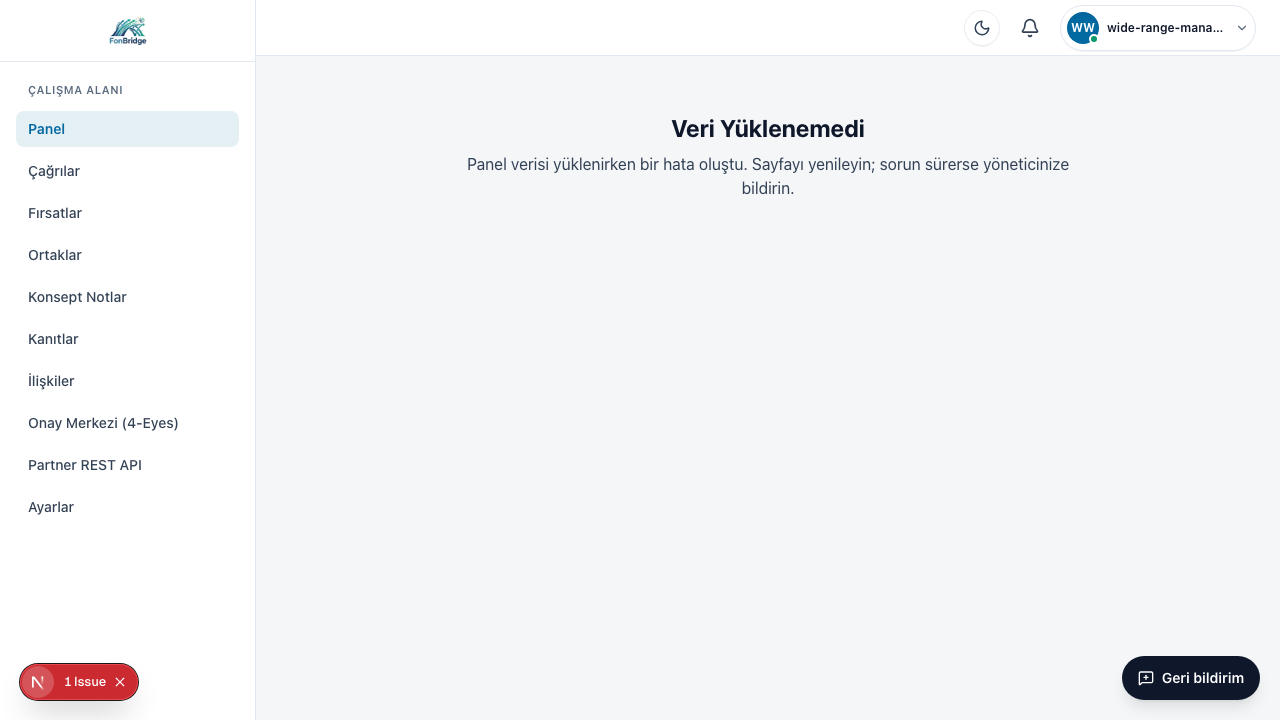 FonBridge
WW
wide-range-mana...
ÇALIŞMA ALANI
Panel
Çağrılar
Fırsatlar
Ortaklar
Konsept Notlar
Kanıtlar
İlişkiler
Onay Merkezi (4-Eyes)
Partner REST API
Ayarlar
Veri Yüklenemedi
Panel verisi yüklenirken bir hata oluştu. Sayfayı yenileyin; sorun sürerse yöneticinize
bildirin.
N
1 Issue
Geri bildirim